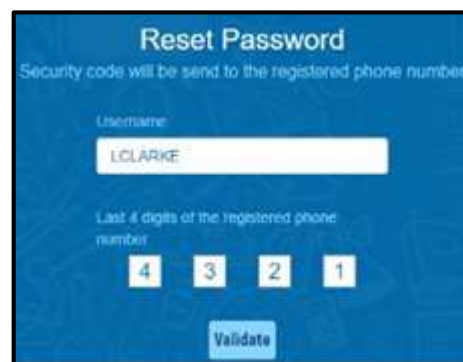 Reset Password
Security code will be send to the registered phone number
Username
LCLARKE
Last 4 digits of the registered phone
number
4 3 2 1
Validate